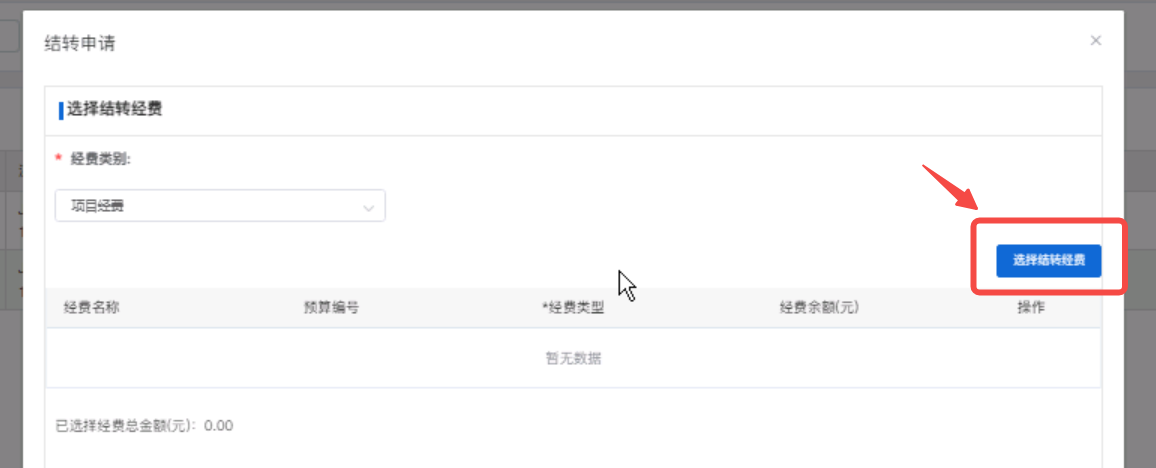 结转申请
选择结转经费
* 经费类别:
项目经费
选择结转经费
经费名称 预算编号 *经费类型 经费余额(元) 操作
暂无数据
已选择经费总金额(元): 0.00